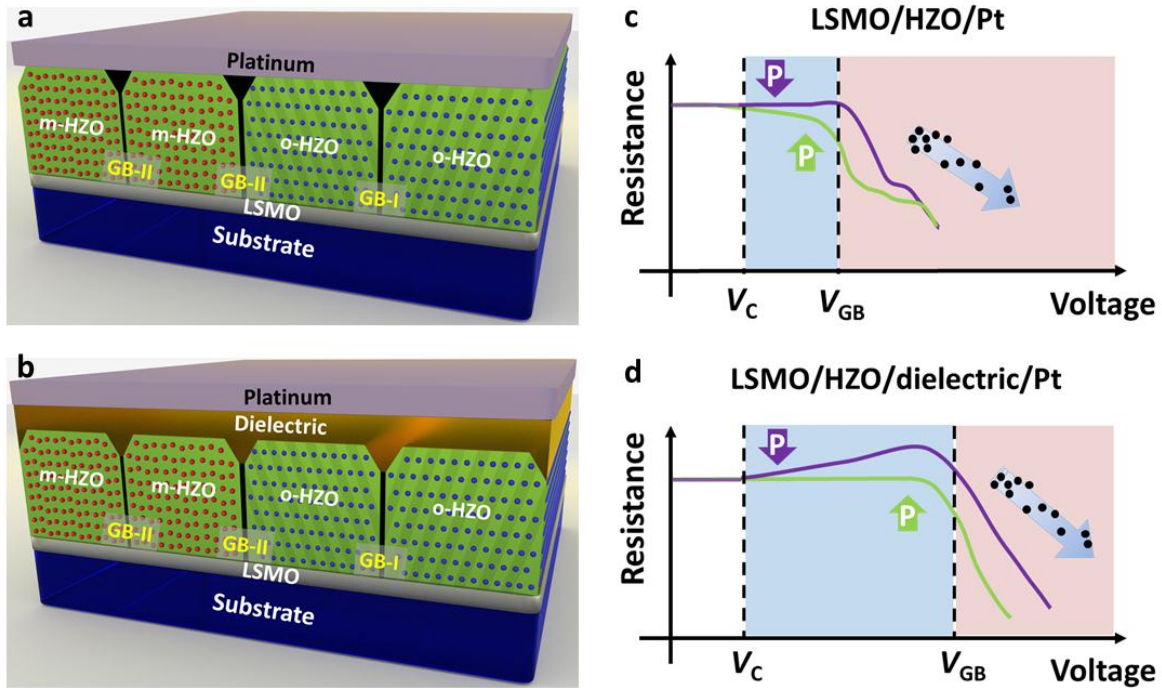 a
Platinum
m-HZO
m-HZO
o-HZO
o-HZO
GB-II
GB-II
GB-I
LSMO
Substrate
b
Platinum
Dielectric
m-HZO
m-HZO
o-HZO
o-HZO
GB-II
GB-II
GB-I
LSMO
Substrate
c
LSMO/HZO/Pt
Resistance
P
P
VC
VGB
Voltage
d
LSMO/HZO/dielectric/Pt
Resistance
P
P
VC
VGB
Voltage